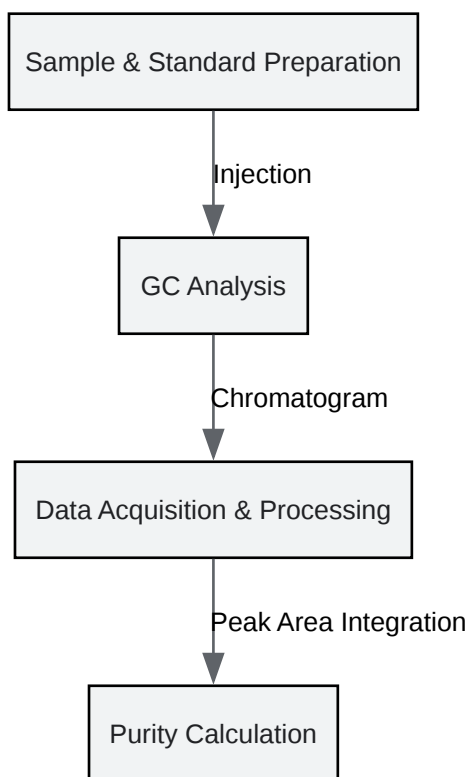 Sample & Standard Preparation
Injection
GC Analysis
Chromatogram
Data Acquisition & Processing
Peak Area Integration
Purity Calculation